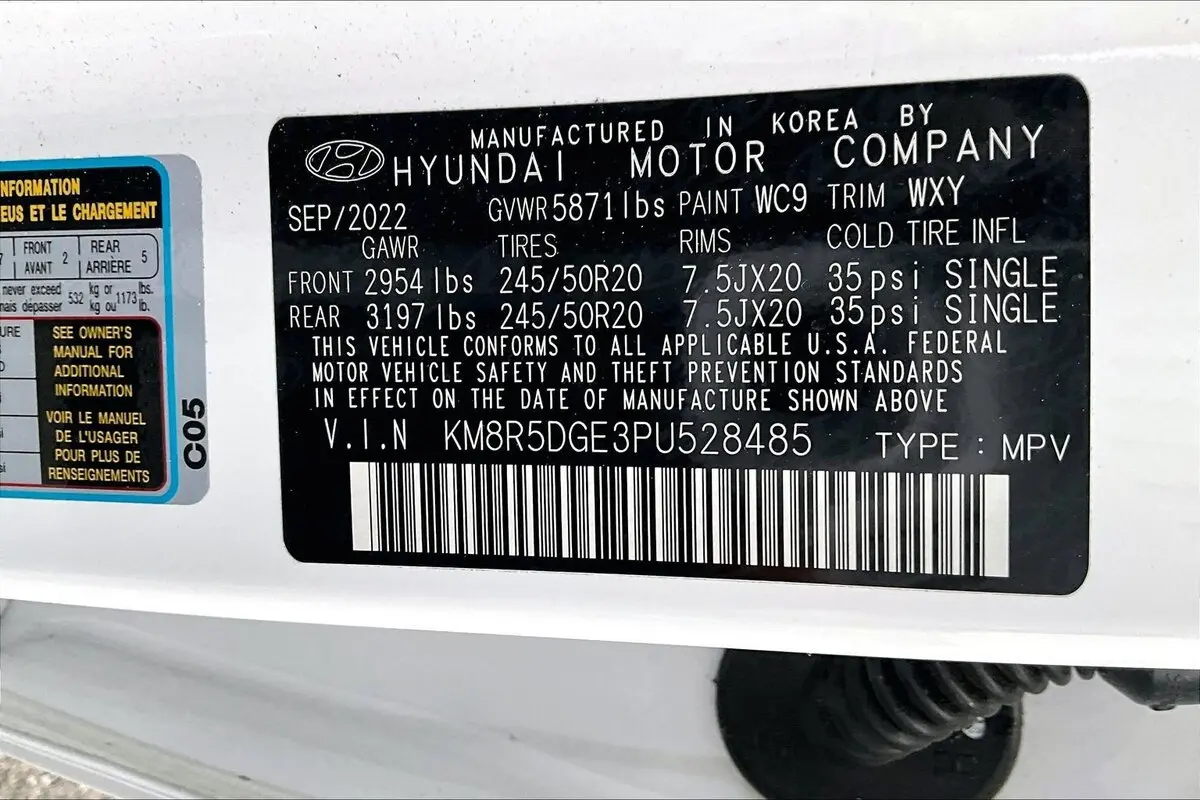 NFORMATION
EUS ET LE CHARGEMENT
FRONT 2 REAR 5
AVANT ARRIÈRE
never exceed 532 kg or 1173 lbs.
mais dépasser kg ou lb.
URE
SEE OWNER'S
MANUAL FOR
ADDITIONAL
INFORMATION
VOIR LE MANUEL
DE L'USAGER
POUR PLUS DE
RENSEIGNEMENTS
C05
MANUFACTURED IN KOREA BY
HYUNDAI MOTOR COMPANY
SEP/2022 GVWR 5871lbs PAINT WC9 TRIM WXY
GAWR TIRES RIMS COLD TIRE INFL
FRONT 2954 lbs 245/50R20 7.5JX20 35psi SINGLE
REAR 3197 lbs 245/50R20 7.5JX20 35psi SINGLE
THIS VEHICLE CONFORMS TO ALL APPLICABLE U.S.A. FEDERAL
MOTOR VEHICLE SAFETY AND THEFT PREVENTION STANDARDS
IN EFFECT ON THE DATE OF MANUFACTURE SHOWN ABOVE
V.I.N KM8R5DGE3PU528485 TYPE : MPV